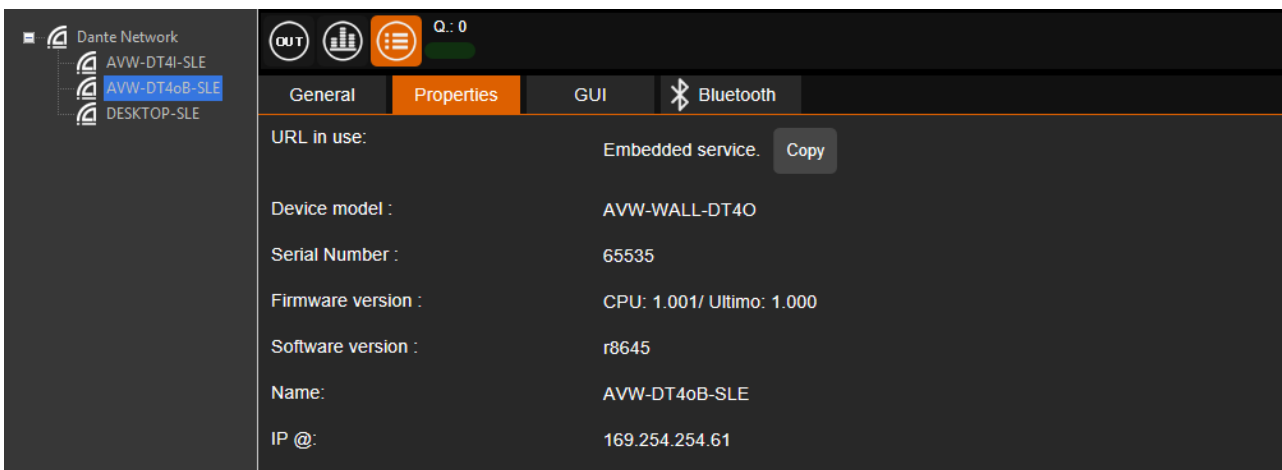 Dante Network
AVW-DT4I-SLE
AVW-DT4oB-SLE
DESKTOP-SLE
OUT
Q.: 0
General Properties GUI Bluetooth
URL in use: Embedded service. Copy
Device model : AVW-WALL-DT4O
Serial Number : 65535
Firmware version : CPU: 1.001/ Ultimo: 1.000
Software version : r8645
Name: AVW-DT4oB-SLE
IP @: 169.254.254.61